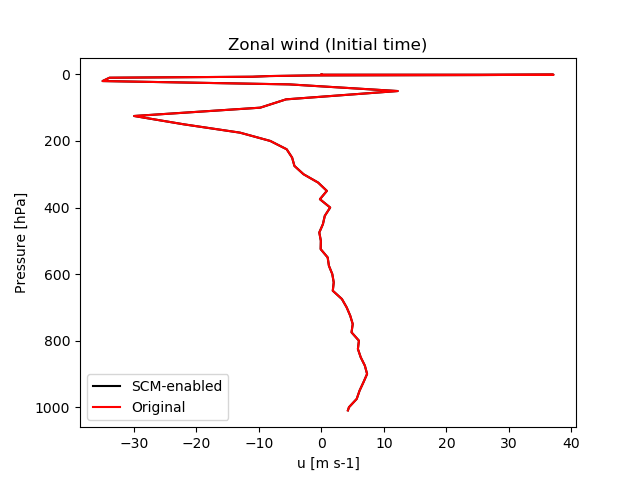 Zonal wind (Initial time)
Pressure [hPa]
0
200
400
600
800
1000
SCM-enabled
Original
−30
−20
−10
0
10
20
30
40
u [m s-1]